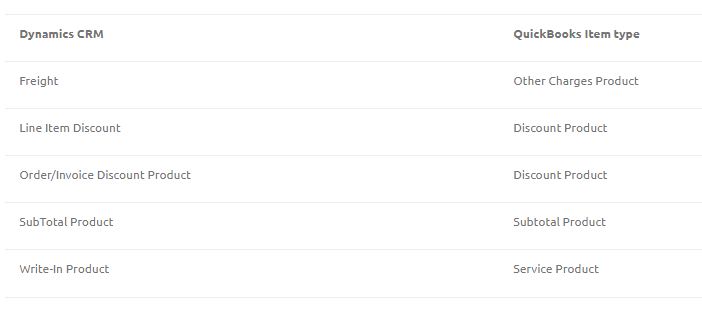 Dynamics CRM QuickBooks Item type
Freight Other Charges Product
Line Item Discount Discount Product
Order/Invoice Discount Product Discount Product
SubTotal Product Subtotal Product
Write-In Product Service Product